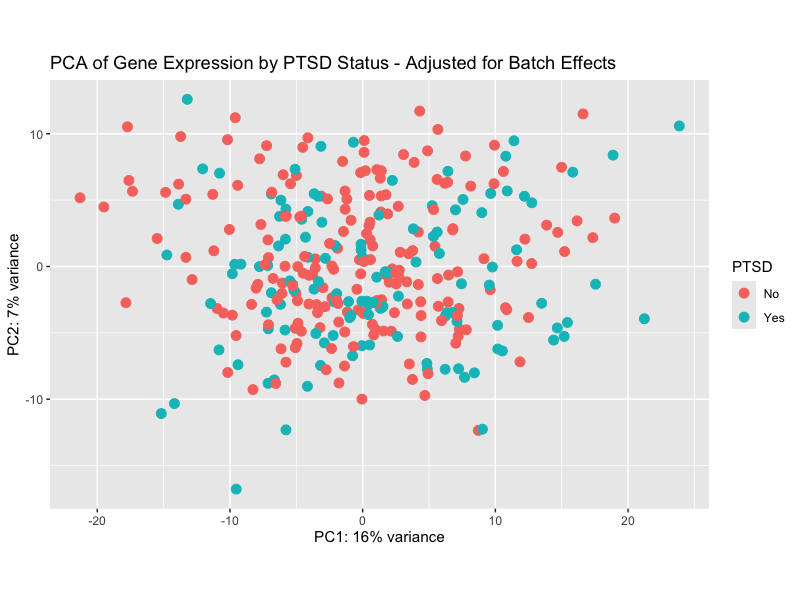 PCA of Gene Expression by PTSD Status - Adjusted for Batch Effects
10
0
-10
PC2: 7% variance
-20
-10
0
10
20
PC1: 16% variance
PTSD
No
Yes